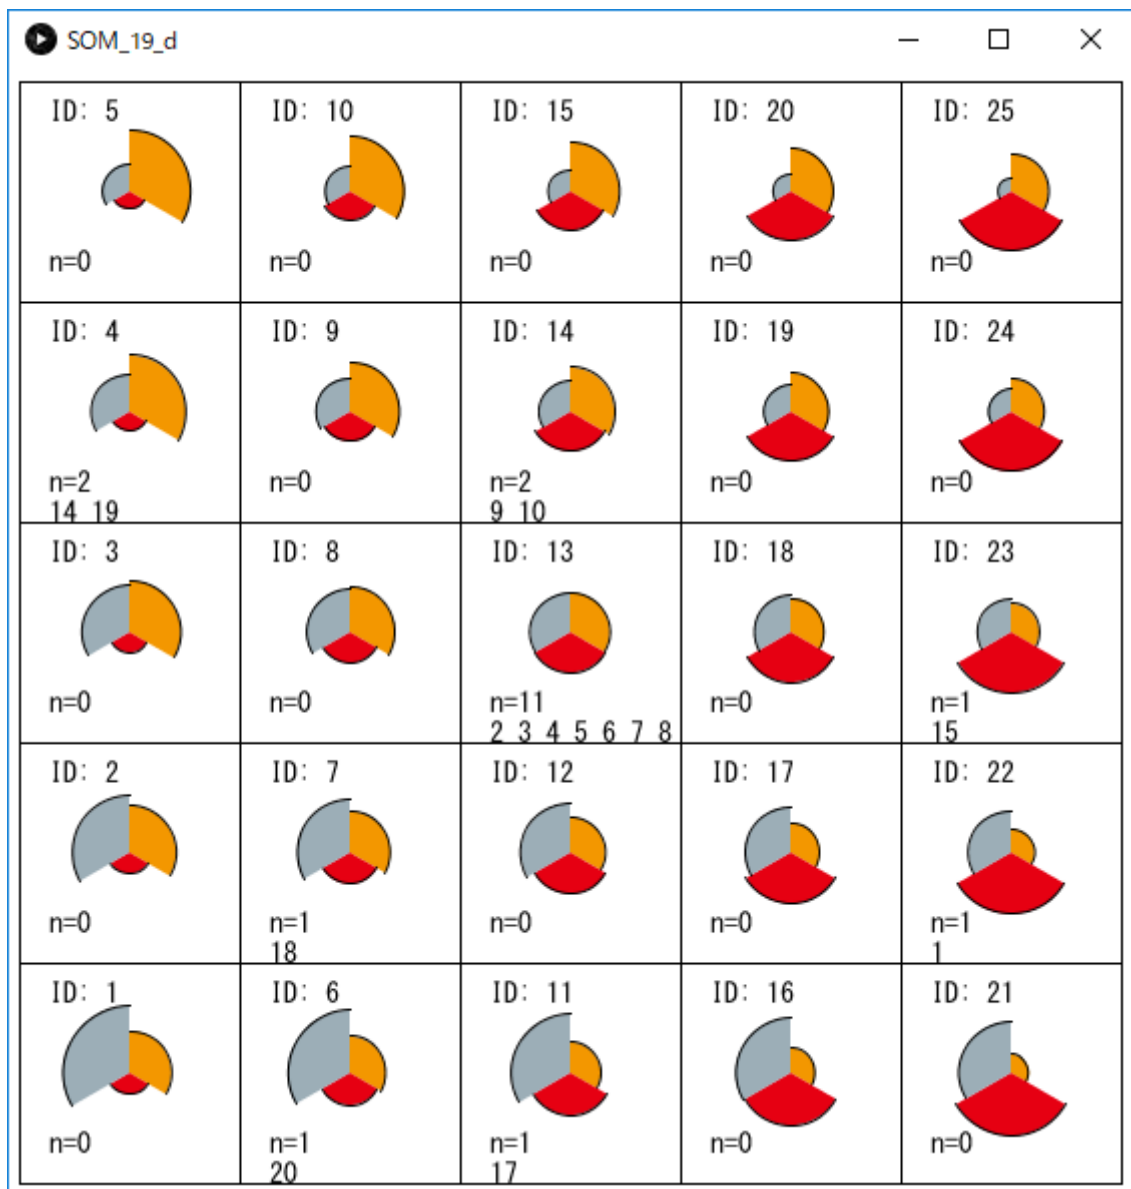 SOM_19_d
ID: 5
n=0
ID: 10
n=0
ID: 15
n=0
ID: 20
n=0
ID: 25
n=0
ID: 4
n=2
14 19
ID: 9
n=0
ID: 14
n=2
9 10
ID: 19
n=0
ID: 24
n=0
ID: 3
n=0
ID: 8
n=0
ID: 13
n=11
2 3 4 5 6 7 8
ID: 18
n=0
ID: 23
n=1
15
ID: 2
n=0
ID: 7
n=1
18
ID: 12
n=0
ID: 17
n=0
ID: 22
n=1
1
ID: 1
n=0
ID: 6
n=1
20
ID: 11
n=1
17
ID: 16
n=0
ID: 21
n=0